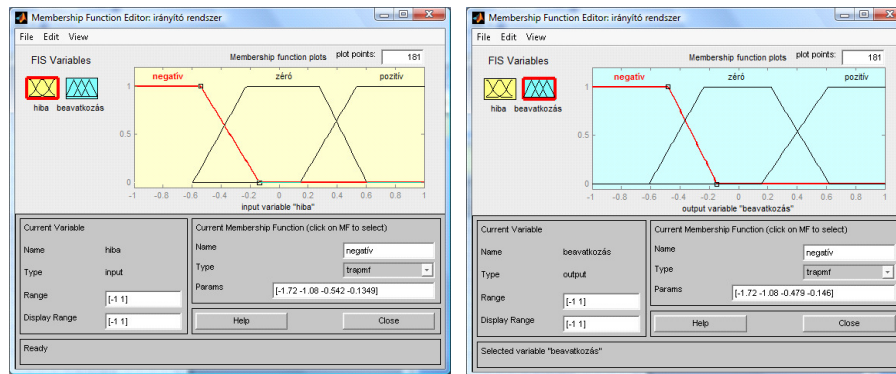 Membership Function Editor: irányító rendszer
File Edit View
FIS Variables
hiba beavatkozás
Membership function plots plot points: 181
negatív zéró pozitív
1
0.5
0
-1 -0.8 -0.6 -0.4 -0.2 0 0.2 0.4 0.6 0.8 1
input variable "hiba"
Current Variable
Name hiba
Type input
Range [-1 1]
Display Range [-1 1]
Current Membership Function (click on MF to select)
Name negatív
Type trapmf
Params [-1.72 -1.08 -0.542 -0.1349]
Help Close
Ready
Membership Function Editor: irányító rendszer
File Edit View
FIS Variables
hiba beavatkozás
Membership function plots plot points: 181
negatív zéró pozitív
1
0.5
0
-1 -0.8 -0.6 -0.4 -0.2 0 0.2 0.4 0.6 0.8 1
output variable "beavatkozás"
Current Variable
Name beavatkozás
Type output
Range [-1 1]
Display Range [-1 1]
Current Membership Function (click on MF to select)
Name negatív
Type trapmf
Params [-1.72 -1.08 -0.479 -0.146]
Help Close
Selected variable "beavatkozás"